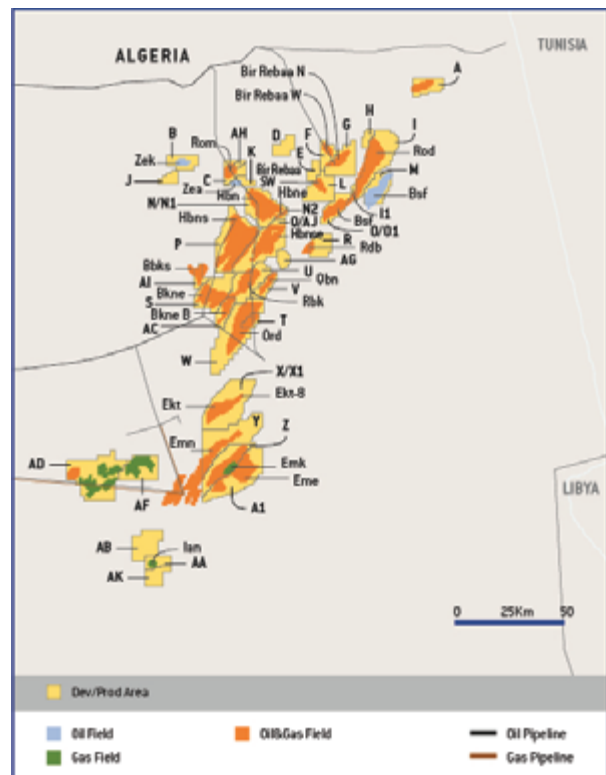 ALGERIA
TUNISIA
A
Bir Rebaa N
Bir Rebaa W
H
I
B
AH
D
F
G
Rom
K
E
Rod
Zek
Bir Rebaa
M
J
C
SW
L
Bsf
Zea
Hbne
Hbn
N/N1
N2
I1
Hbns
O/AJ
Bsf
O/O1
P
Hbnse
R
Rdb
AG
Bbks
U
Qbn
AI
V
Bkne
S
Rbk
Bkne B
T
AC
Ord
W
X/X1
Ekt-8
Ekt
Y
Z
Emn
AD
Emk
Eme
AF
A1
LIBYA
AB
Ian
AA
AK
0 25Km 50
Dev/Prod Area
Oil Field
Oil&Gas Field
Oil Pipeline
Gas Field
Gas Pipeline